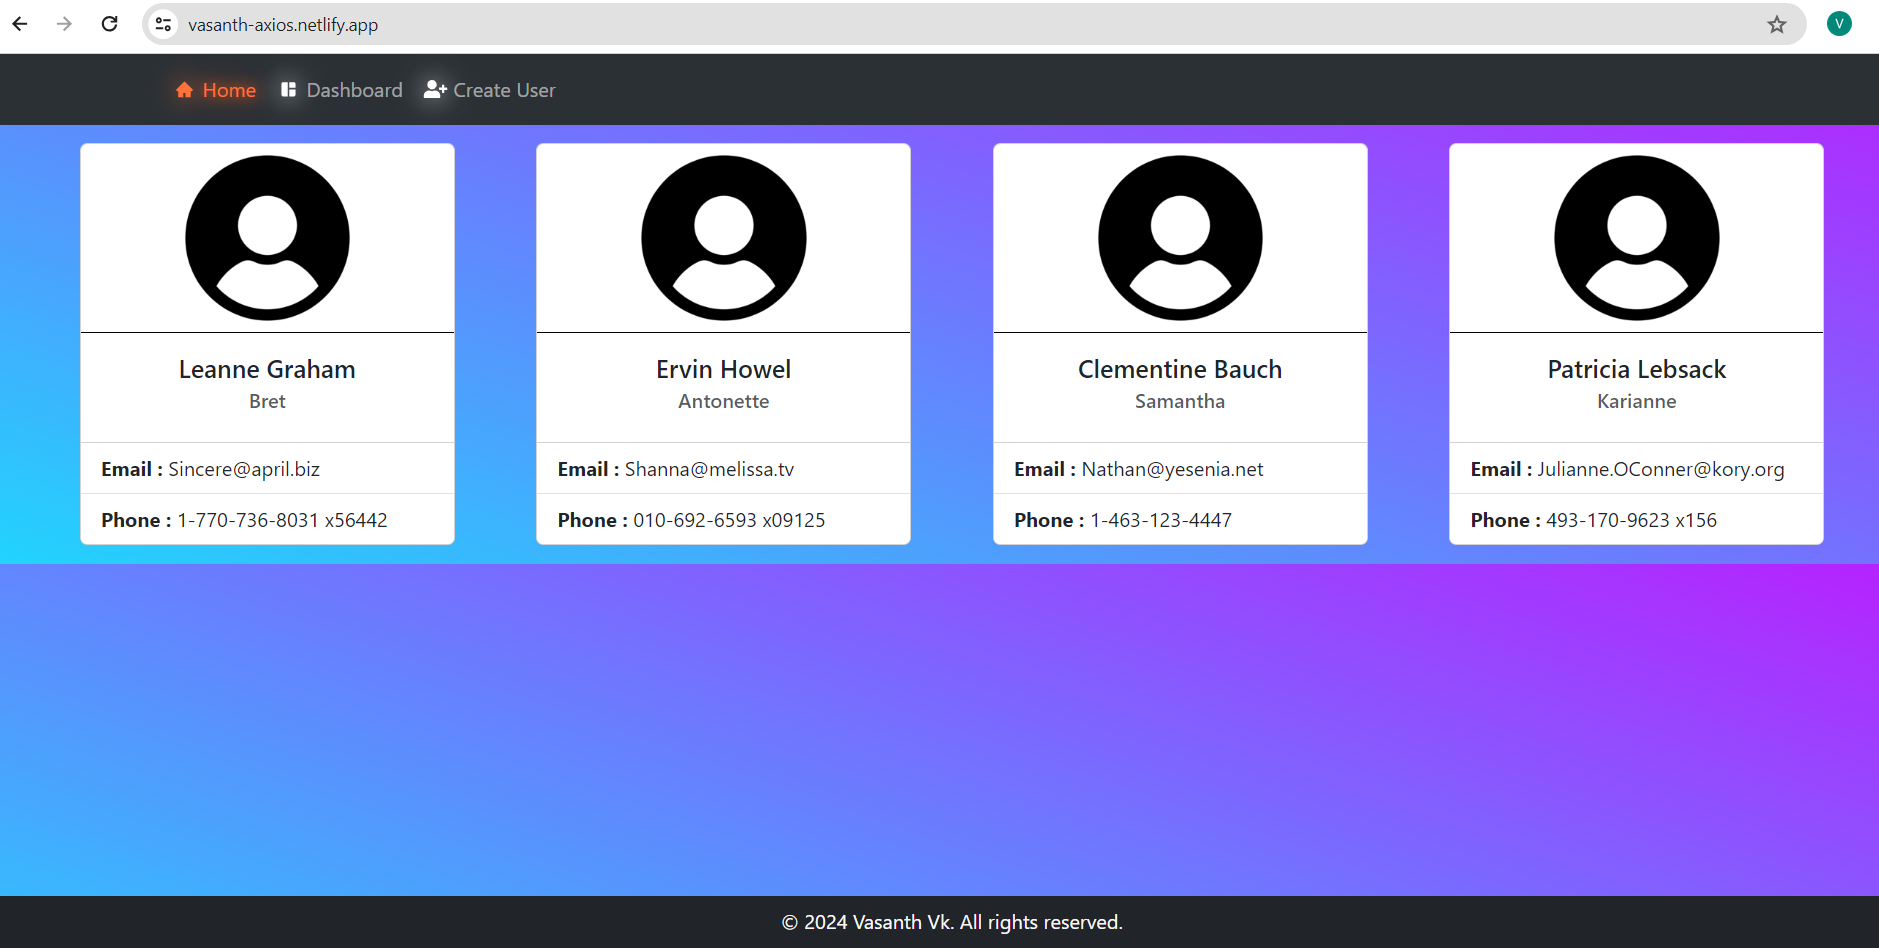 vasanth-axios.netlify.app
V
Home Dashboard Create User
Leanne Graham
Bret
Email : Sincere@april.biz
Phone : 1-770-736-8031 x56442
Ervin Howel
Antonette
Email : Shanna@melissa.tv
Phone : 010-692-6593 x09125
Clementine Bauch
Samantha
Email : Nathan@yesenia.net
Phone : 1-463-123-4447
Patricia Lebsack
Karianne
Email : Julianne.OConner@kory.org
Phone : 493-170-9623 x156
© 2024 Vasanth Vk. All rights reserved.